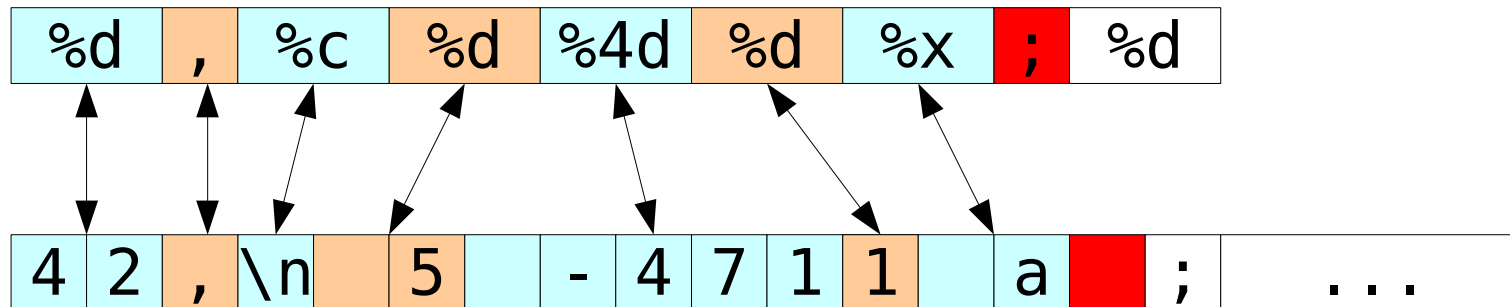 %d , %c %d %4d %d %x ; %d
4 2 , \n 5 - 4 7 1 1 a ; ...